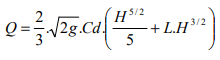 Q = 2/3 . √2g . Cd . ( H^{5/2}/5 + L.H^{3/2} )